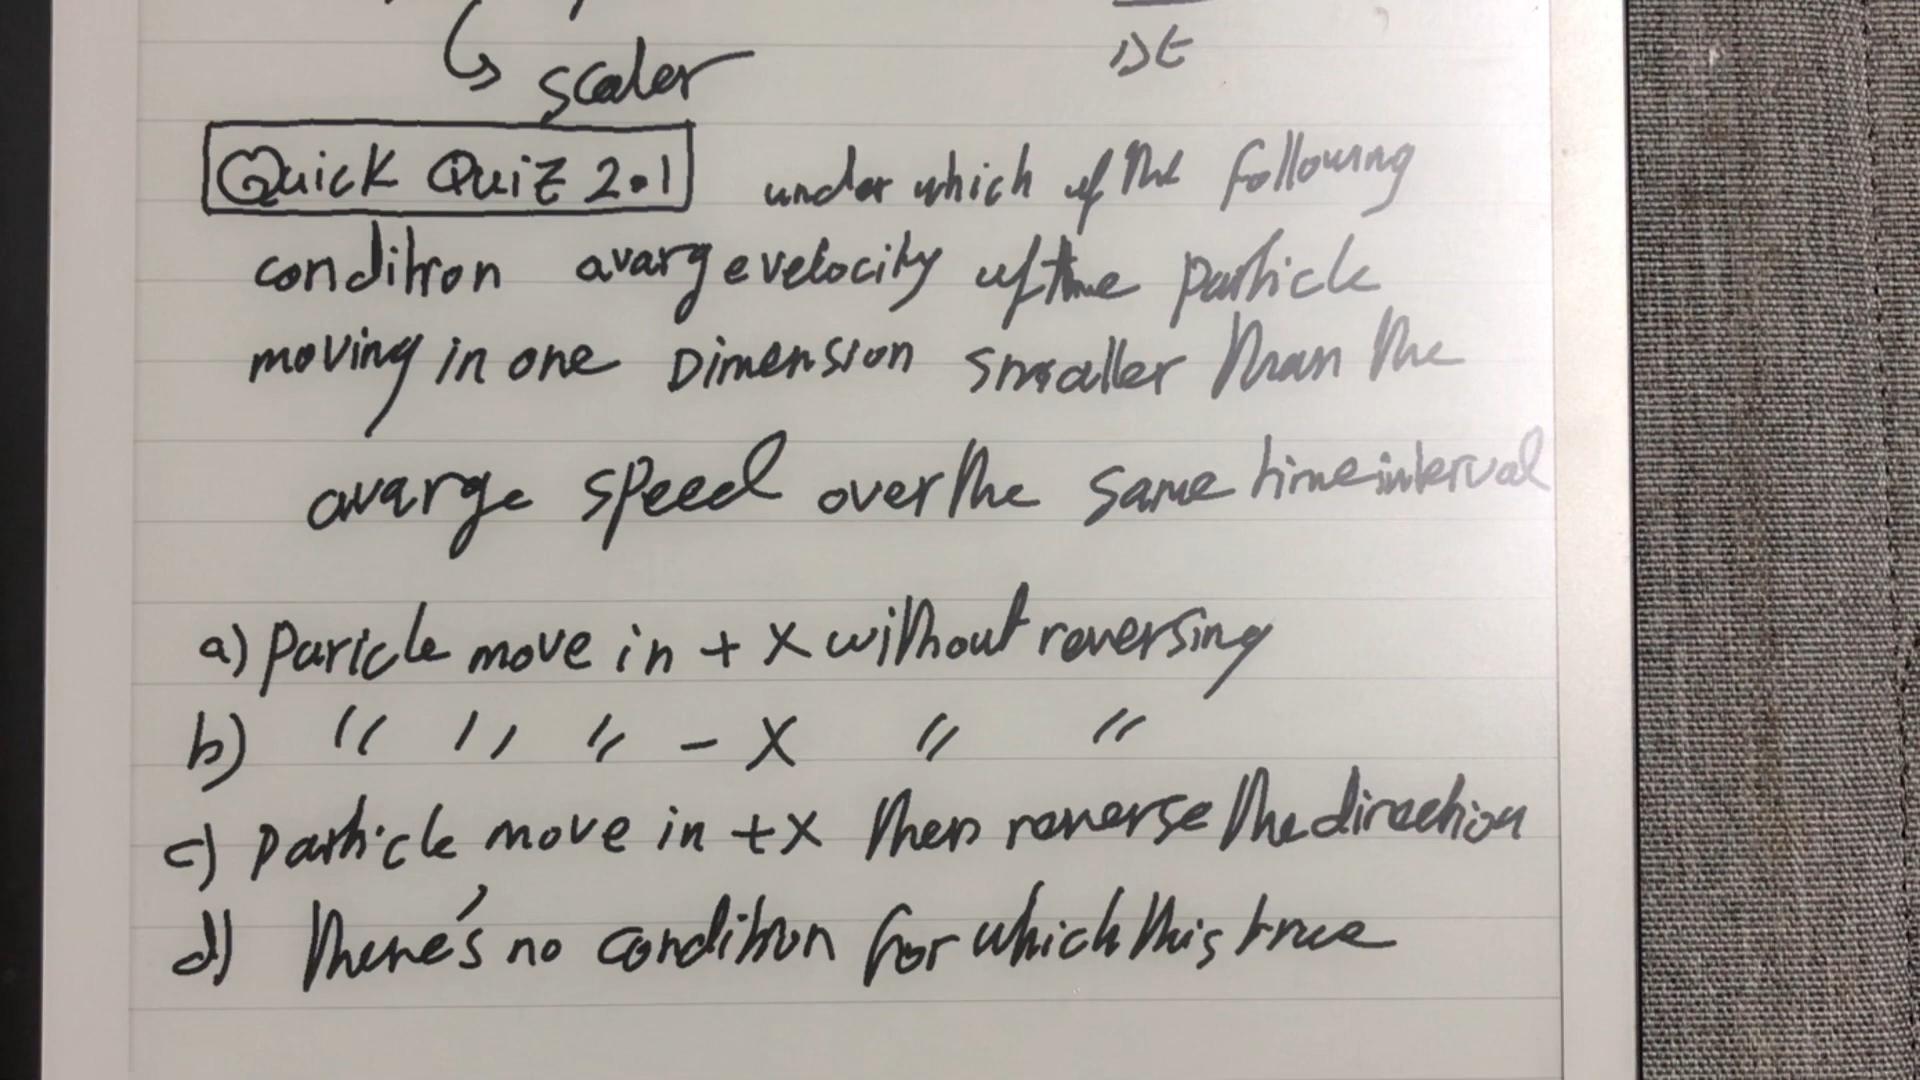 scaler
Δt
Quick Quiz 2.1 under which of the following
condition avarge velocity of the particle
moving in one Dimension smaller than the
avarge speed over the same time interval
a) Paricle move in + x without reversing
b) " " " - x " "
c) particle move in + x then reverse the direction
d) there's no condition for which this true